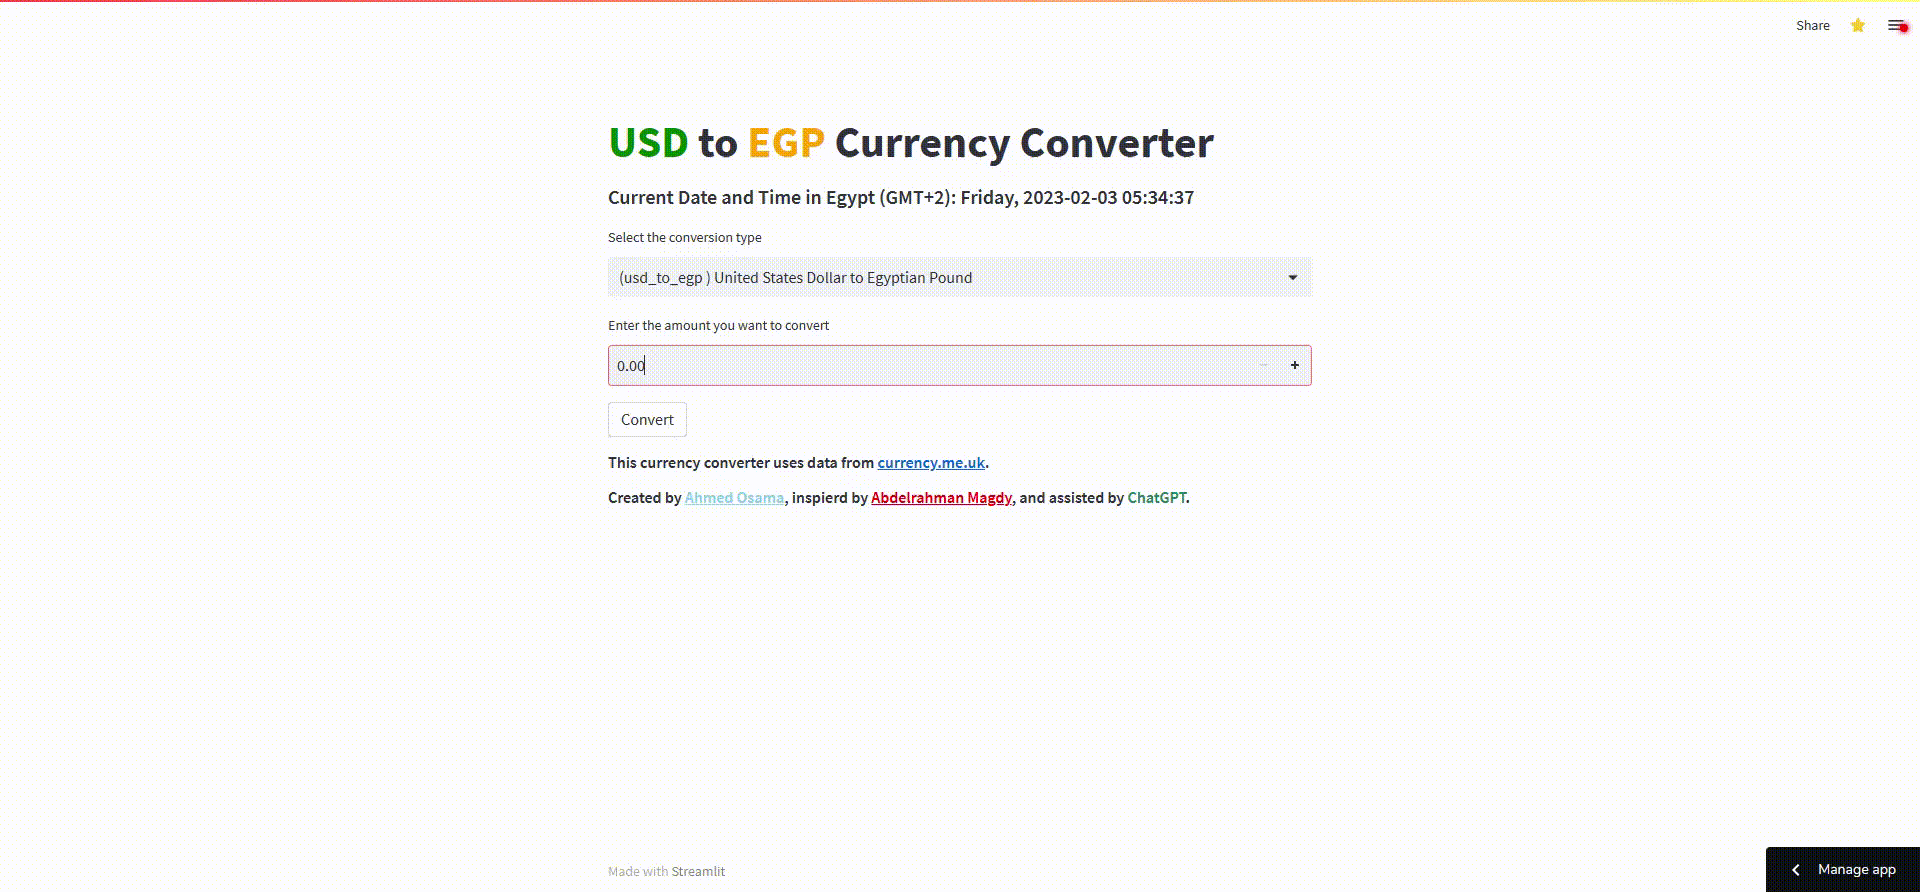 Share
USD to EGP Currency Converter
Current Date and Time in Egypt (GMT+2): Friday, 2023-02-03 05:34:37
Select the conversion type
(usd_to_egp ) United States Dollar to Egyptian Pound
Enter the amount you want to convert
0.00
Convert
This currency converter uses data from currency.me.uk.
Created by Ahmed Osama, inspierd by Abdelrahman Magdy, and assisted by ChatGPT.
Made with Streamlit
Manage app